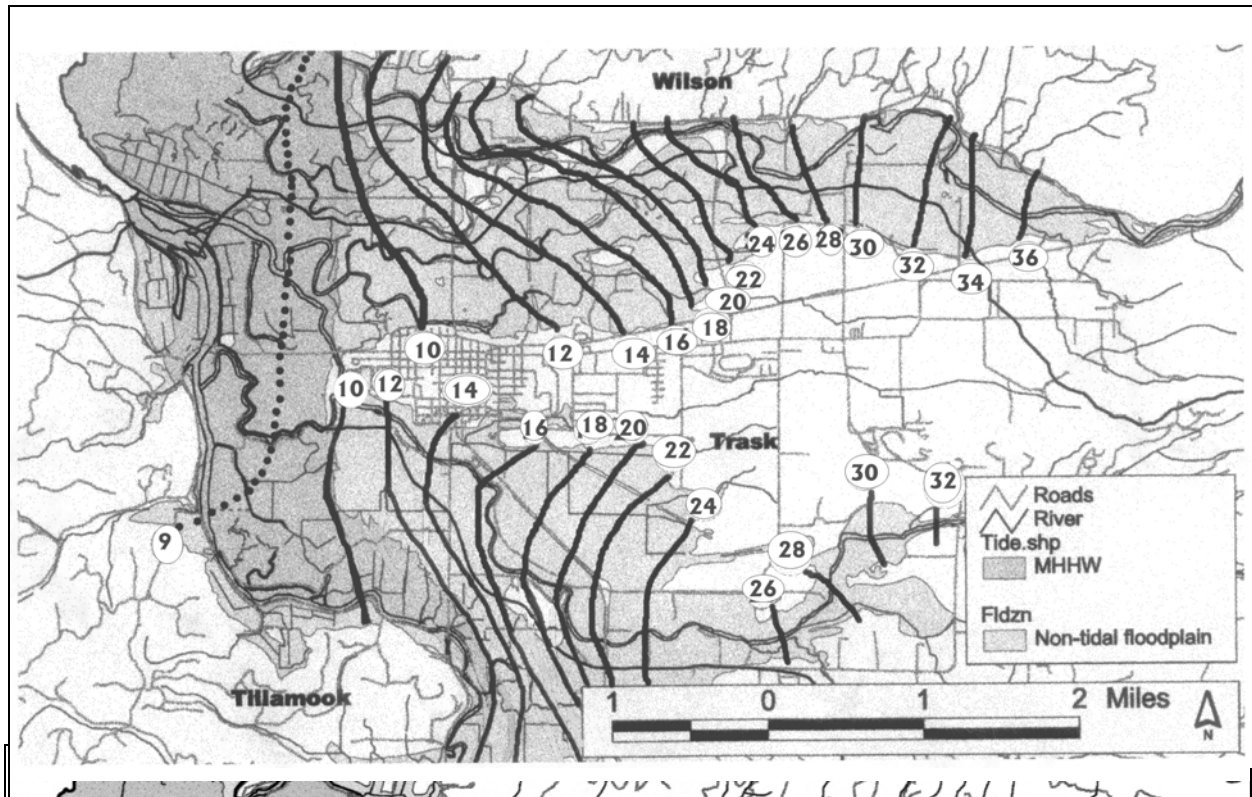 Wilson
24 26 28 30
32
36
34
22
20
18
16
10 12 14
10 12 14
16 18 20
Trask
22
30 32
24
9
28
26
Roads
River
Tide.shp
MHHW
Fldzn
Non-tidal floodplain
Tillamook
1 0 1 2 Miles
N